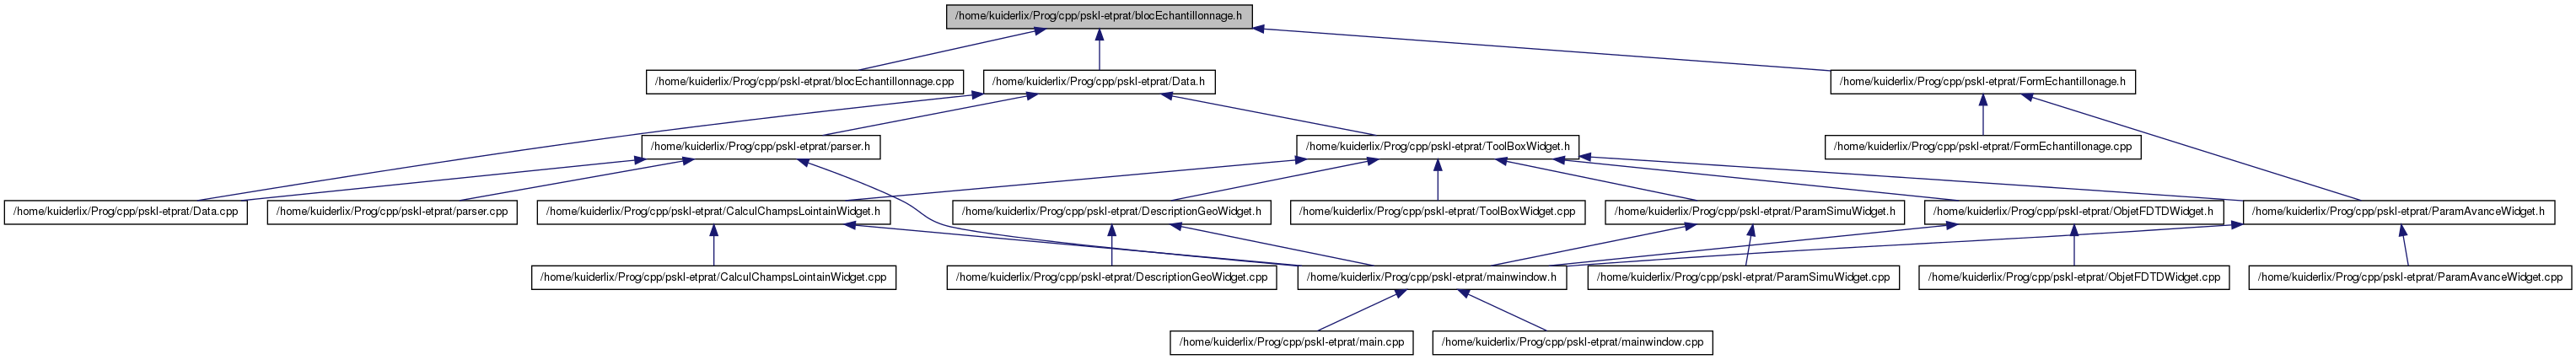 /home/kuiderlix/Prog/cpp/pskl-etprat/blocEchantillonnage.h
/home/kuiderlix/Prog/cpp/pskl-etprat/blocEchantillonnage.cpp
/home/kuiderlix/Prog/cpp/pskl-etprat/Data.h
/home/kuiderlix/Prog/cpp/pskl-etprat/FormEchantillonage.h
/home/kuiderlix/Prog/cpp/pskl-etprat/parser.h
/home/kuiderlix/Prog/cpp/pskl-etprat/ToolBoxWidget.h
/home/kuiderlix/Prog/cpp/pskl-etprat/FormEchantillonage.cpp
/home/kuiderlix/Prog/cpp/pskl-etprat/Data.cpp
/home/kuiderlix/Prog/cpp/pskl-etprat/parser.cpp
/home/kuiderlix/Prog/cpp/pskl-etprat/CalculChampsLointainWidget.h
/home/kuiderlix/Prog/cpp/pskl-etprat/DescriptionGeoWidget.h
/home/kuiderlix/Prog/cpp/pskl-etprat/ToolBoxWidget.cpp
/home/kuiderlix/Prog/cpp/pskl-etprat/ParamSimuWidget.h
/home/kuiderlix/Prog/cpp/pskl-etprat/ObjetFDTDWidget.h
/home/kuiderlix/Prog/cpp/pskl-etprat/ParamAvanceWidget.h
/home/kuiderlix/Prog/cpp/pskl-etprat/CalculChampsLointainWidget.cpp
/home/kuiderlix/Prog/cpp/pskl-etprat/DescriptionGeoWidget.cpp
/home/kuiderlix/Prog/cpp/pskl-etprat/mainwindow.h
/home/kuiderlix/Prog/cpp/pskl-etprat/ParamSimuWidget.cpp
/home/kuiderlix/Prog/cpp/pskl-etprat/ObjetFDTDWidget.cpp
/home/kuiderlix/Prog/cpp/pskl-etprat/ParamAvanceWidget.cpp
/home/kuiderlix/Prog/cpp/pskl-etprat/main.cpp
/home/kuiderlix/Prog/cpp/pskl-etprat/mainwindow.cpp